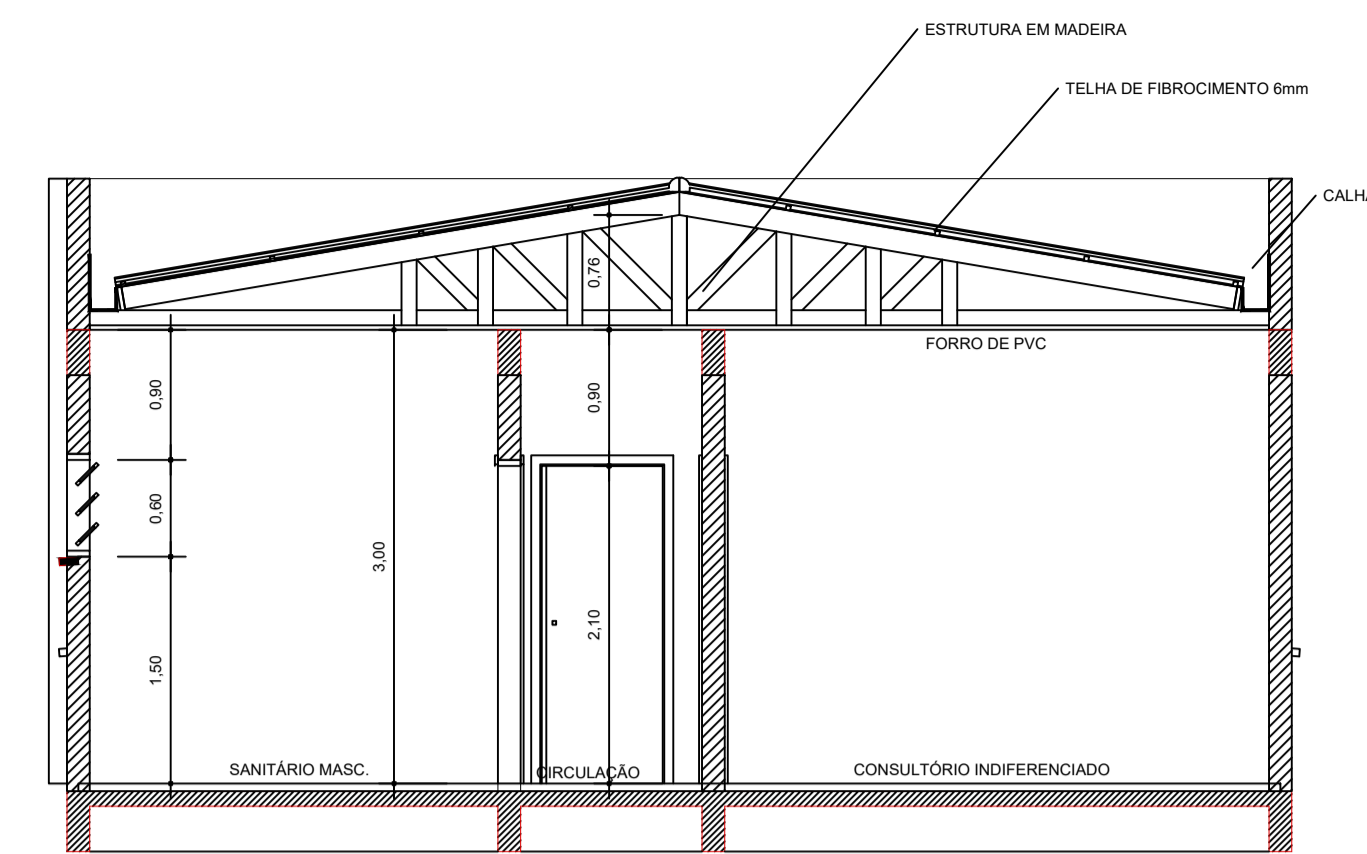 ESTRUTURA EM MADEIRA
TELHA DE FIBROCIMENTO 6mm
CALHA
0,76
FORRO DE PVC
0,90
0,90
0,60
3,00
2,10
1,50
SANITÁRIO MASC.
CIRCULAÇÃO
CONSULTÓRIO INDIFERENCIADO